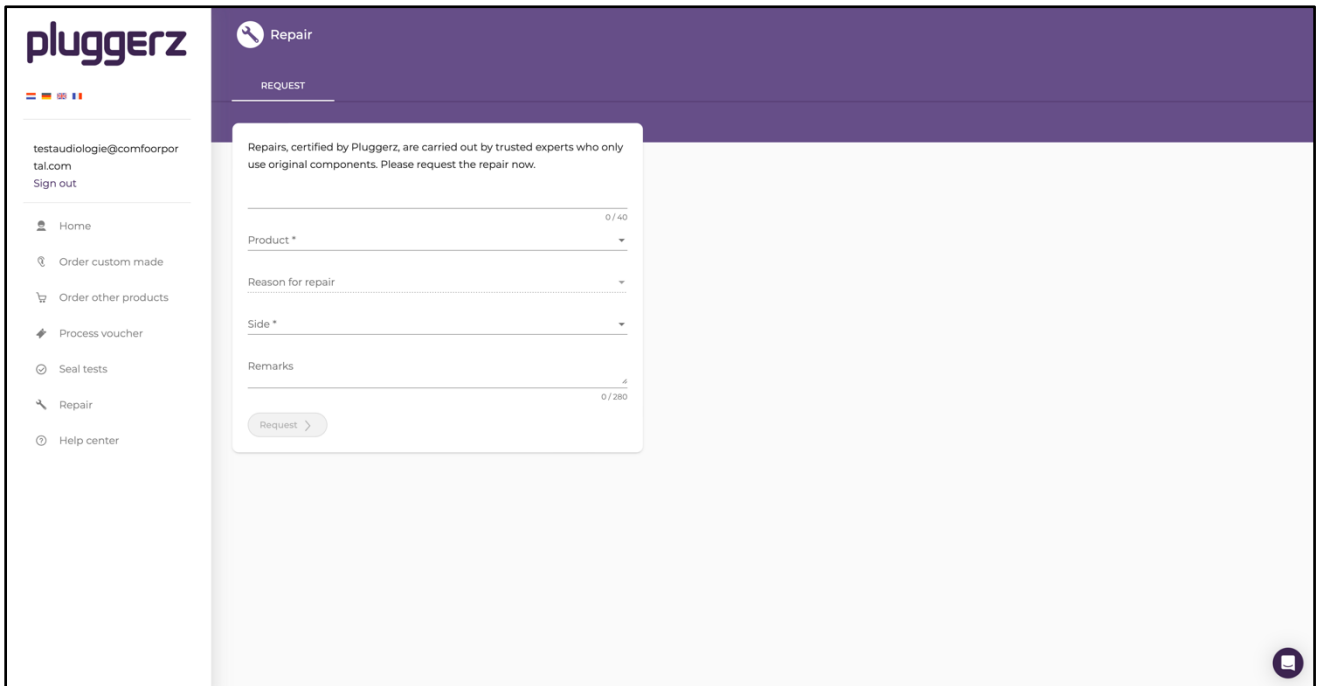 pluggerz
testaudiologie@comfoorpor
tal.com
Sign out
Home
Order custom made
Order other products
Process voucher
Seal tests
Repair
Help center
Repair
REQUEST
Repairs, certified by Pluggerz, are carried out by trusted experts who only
use original components. Please request the repair now.
0 / 40
Product *
Reason for repair
Side *
Remarks
0 / 280
Request